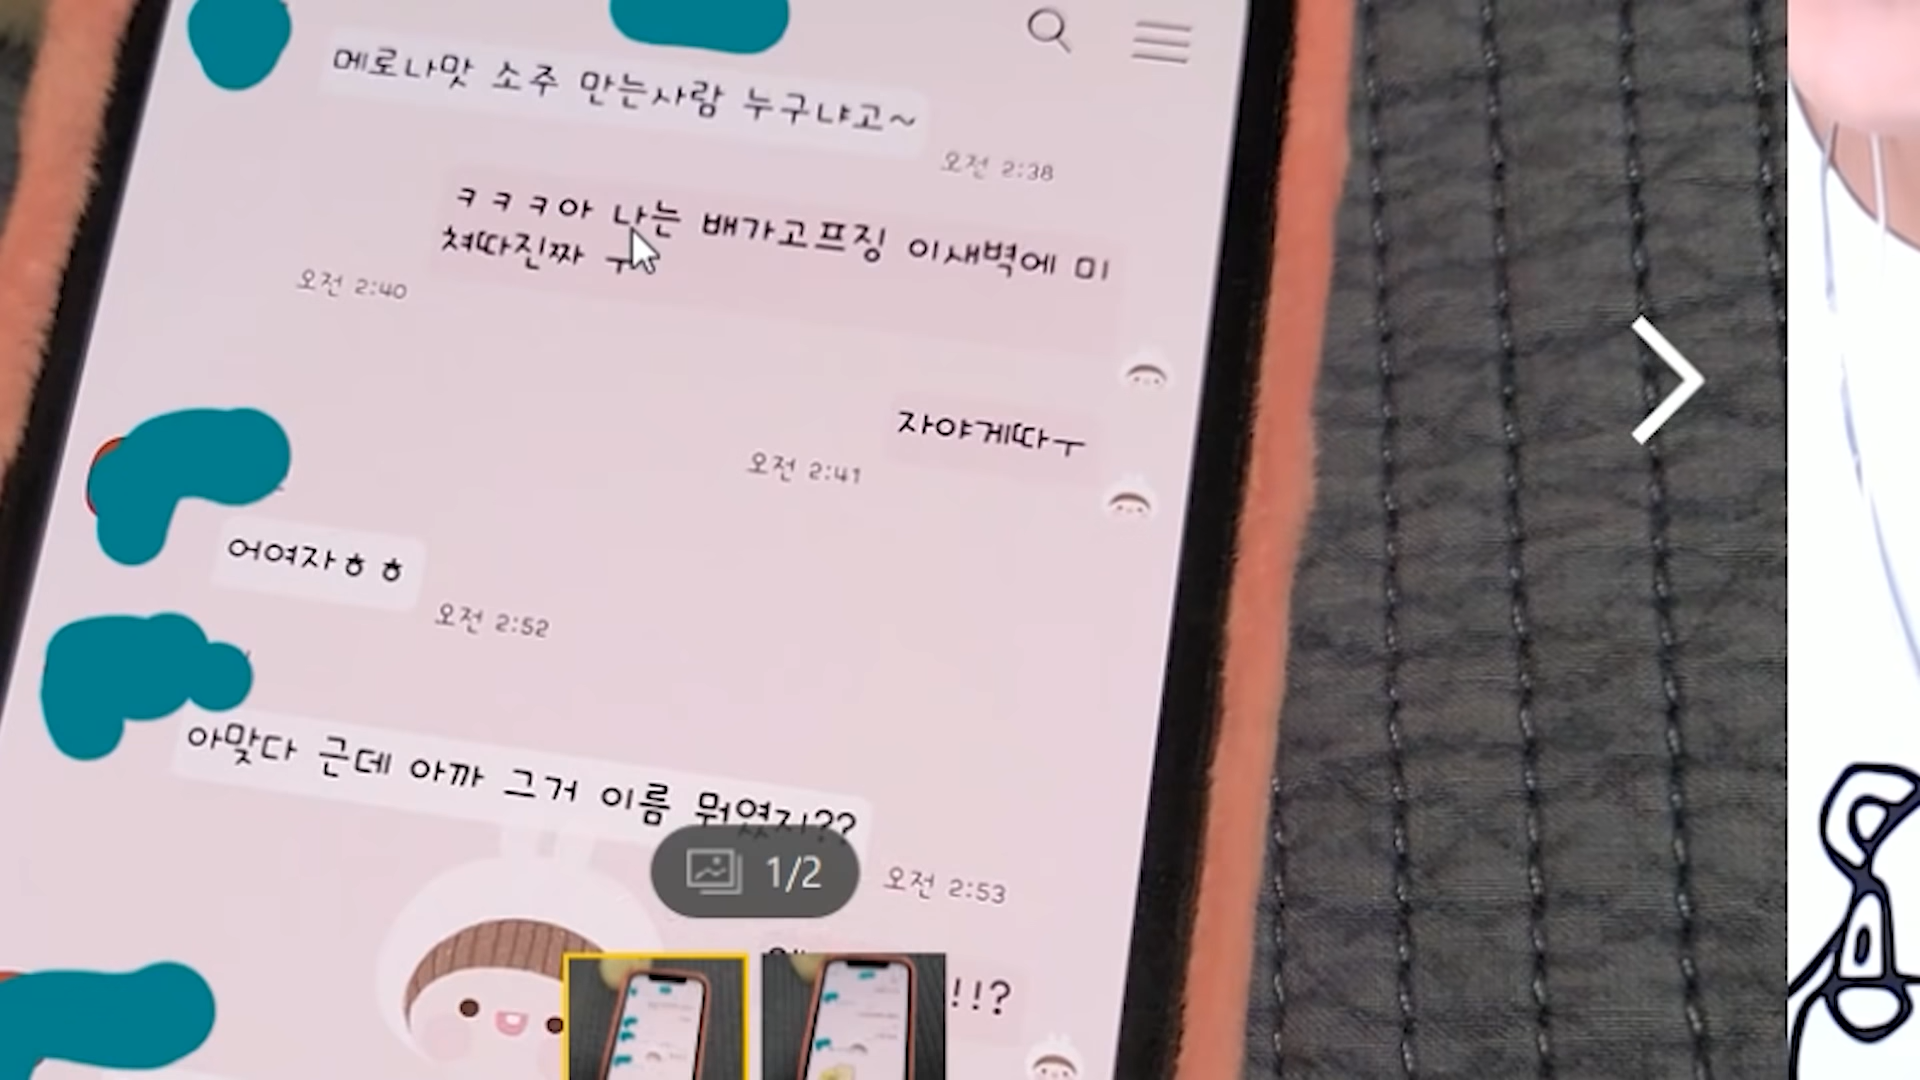 메로나맛 소주 만는사람 누구냐고~
오전 2:38
ㅋㅋㅋ아 나는 배가고프징 이새벽에 미
쳐따진짜 ㅜ
오전 2:40
자야게따ㅜ
오전 2:41
어여자ㅎㅎ
오전 2:52
아맞다 근데 아까 그거 이름 뭐였지??
오전 2:53
1/2
!!?